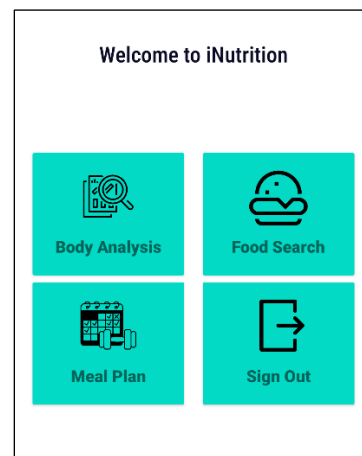 Welcome to iNutrition
Body Analysis
Food Search
Meal Plan
Sign Out